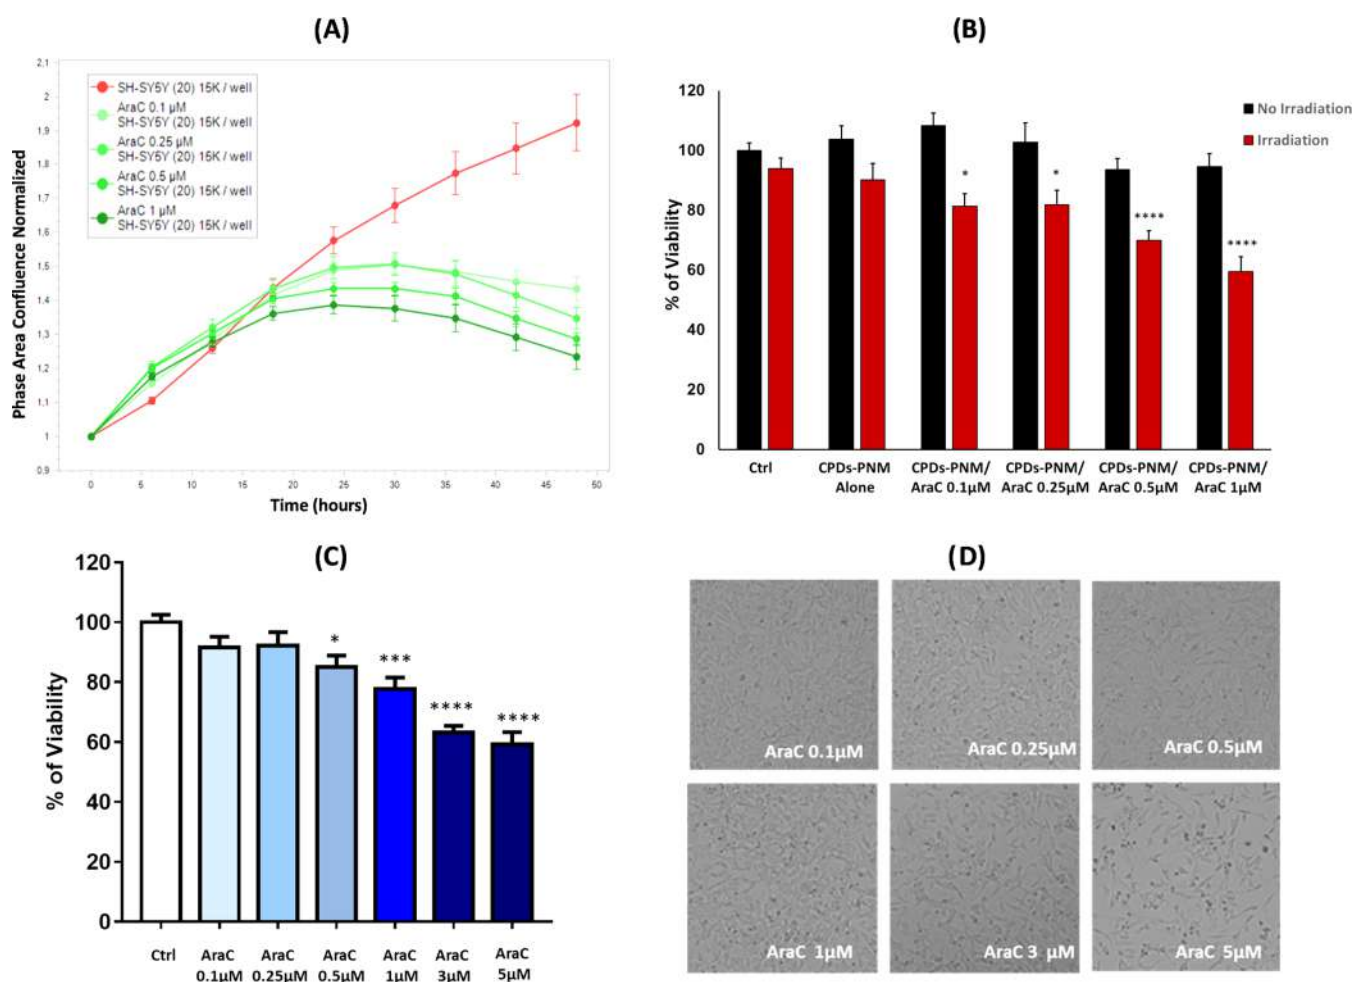 (A)
2,1
2
1,9
1,8
1,7
1,6
1,5
1,4
1,3
1,2
1,1
1
0,9
Phase Area Confluence Normalized
SH-SY5Y (20) 15K / well
AraC 0.1 µM
SH-SY5Y (20) 15K / well
AraC 0.25 µM
SH-SY5Y (20) 15K / well
AraC 0.5 µM
SH-SY5Y (20) 15K / well
AraC 1 µM
SH-SY5Y (20) 15K / well
0 5 10 15 20 25 30 35 40 45 50
Time (hours)
(B)
120
100
80
60
40
20
0
% of Viability
No Irradiation
Irradiation
*
*
****
****
Ctrl
CPDs-PNM
Alone
CPDs-PNM/
AraC 0.1µM
CPDs-PNM/
AraC 0.25µM
CPDs-PNM/
AraC 0.5µM
CPDs-PNM/
AraC 1µM
(C)
120
100
80
60
40
20
0
% of Viability
*
***
****
****
Ctrl
AraC
0.1µM
AraC
0.25µM
AraC
0.5µM
AraC
1µM
AraC
3µM
AraC
5µM
(D)
AraC 0.1µM
AraC 0.25µM
AraC 0.5µM
AraC 1µM
AraC 3 µM
AraC 5µM